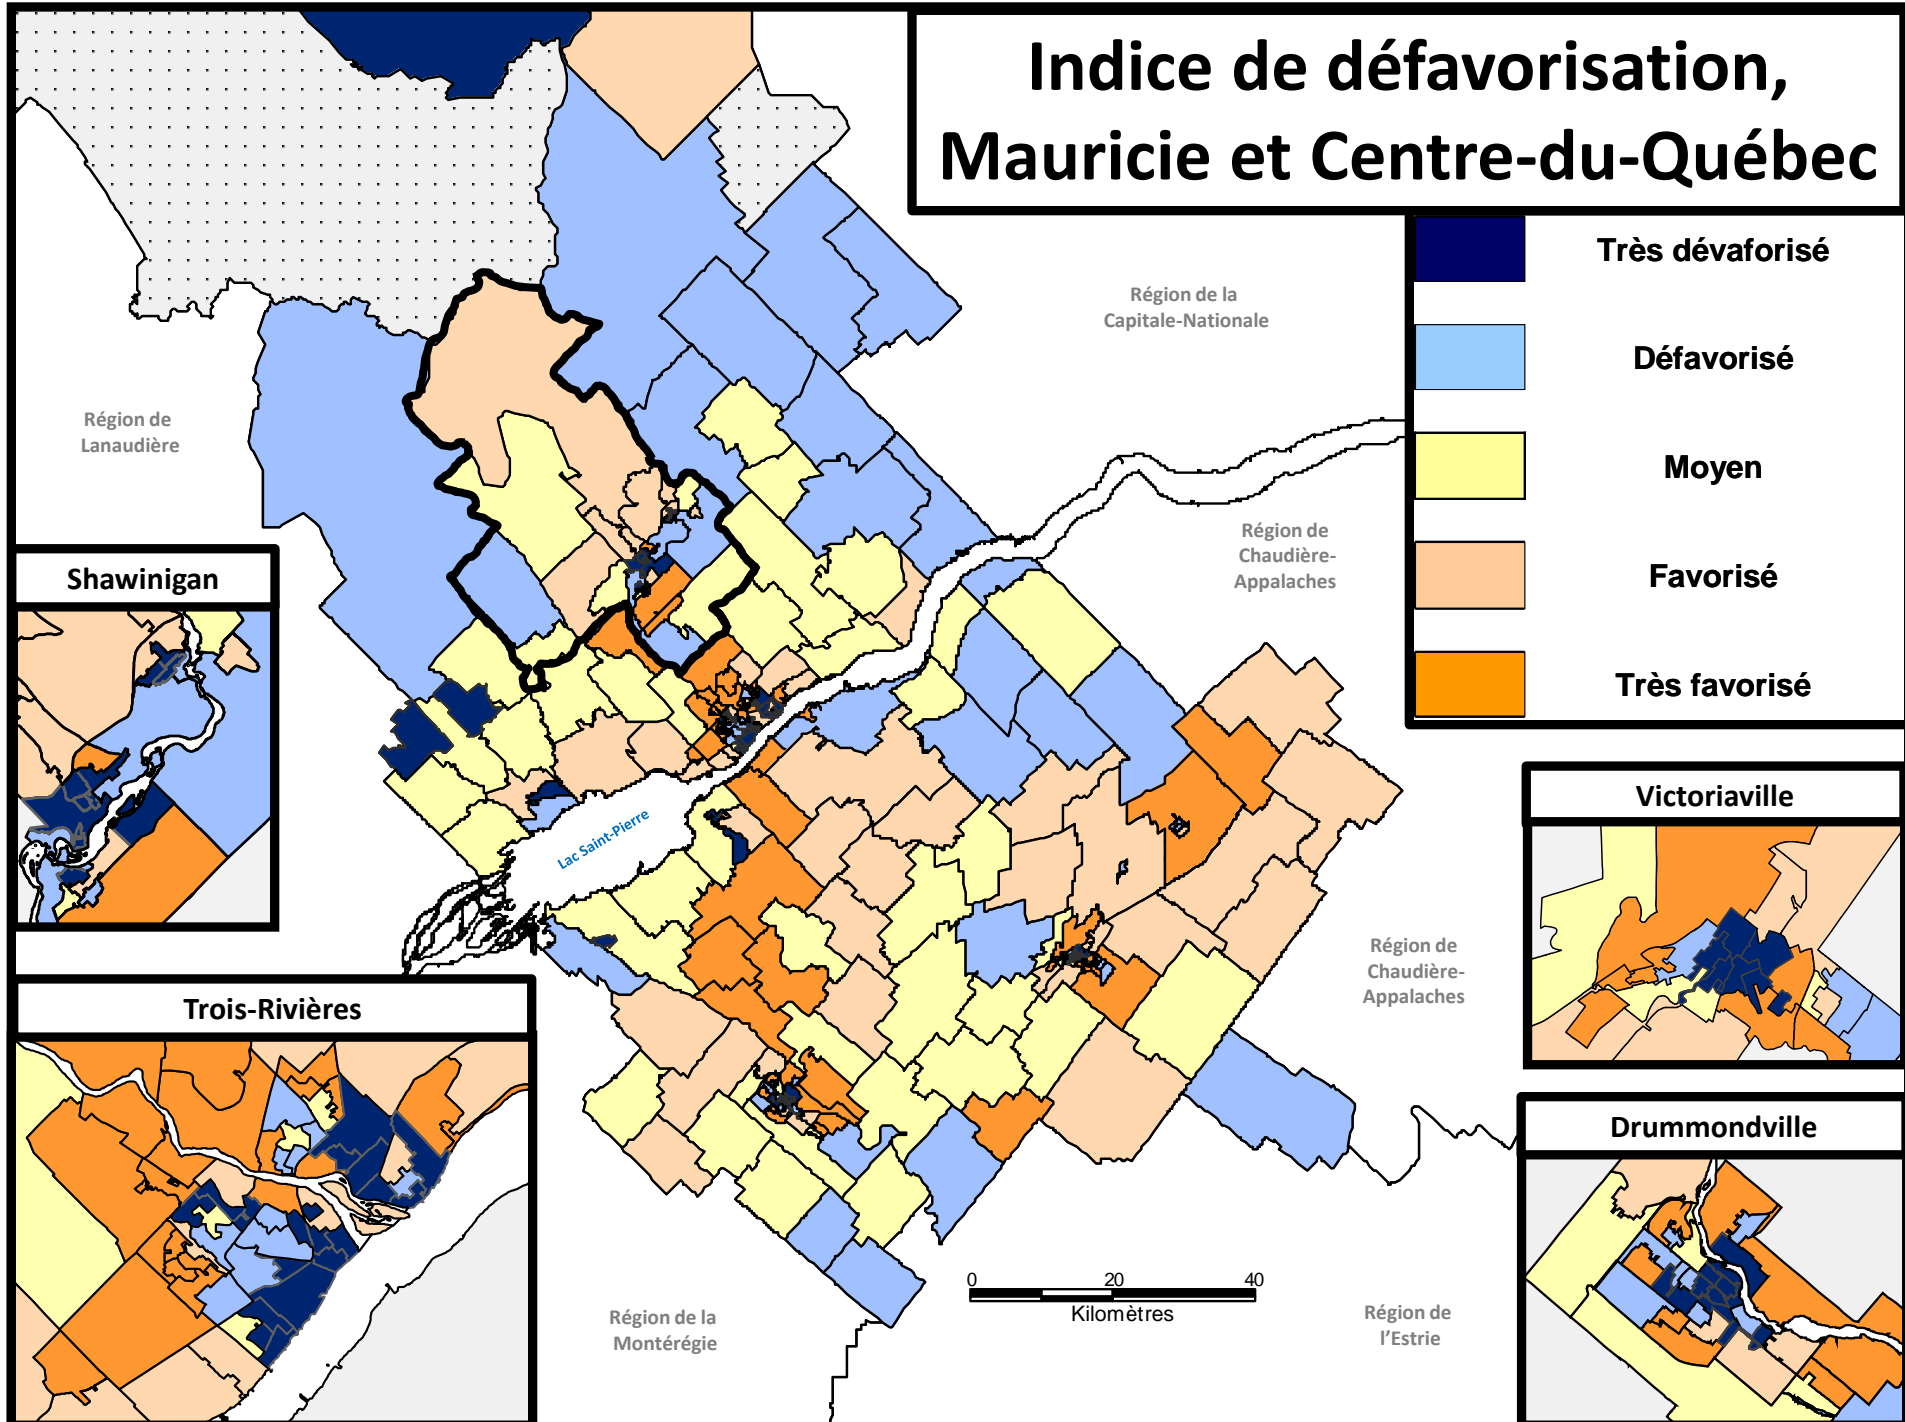 Indice de défavorisation,
Mauricie et Centre-du-Québec
Très dévaforisé
Défavorisé
Moyen
Favorisé
Très favorisé
Région de la
Capitale-Nationale
Région de
Lanaudière
Région de
Chaudière-
Appalaches
Shawinigan
Lac Saint-Pierre
Victoriaville
Région de
Chaudière-
Appalaches
Trois-Rivières
Drummondville
0 20 40
Kilomètres
Région de la
Montérégie
Région de
l'Estrie